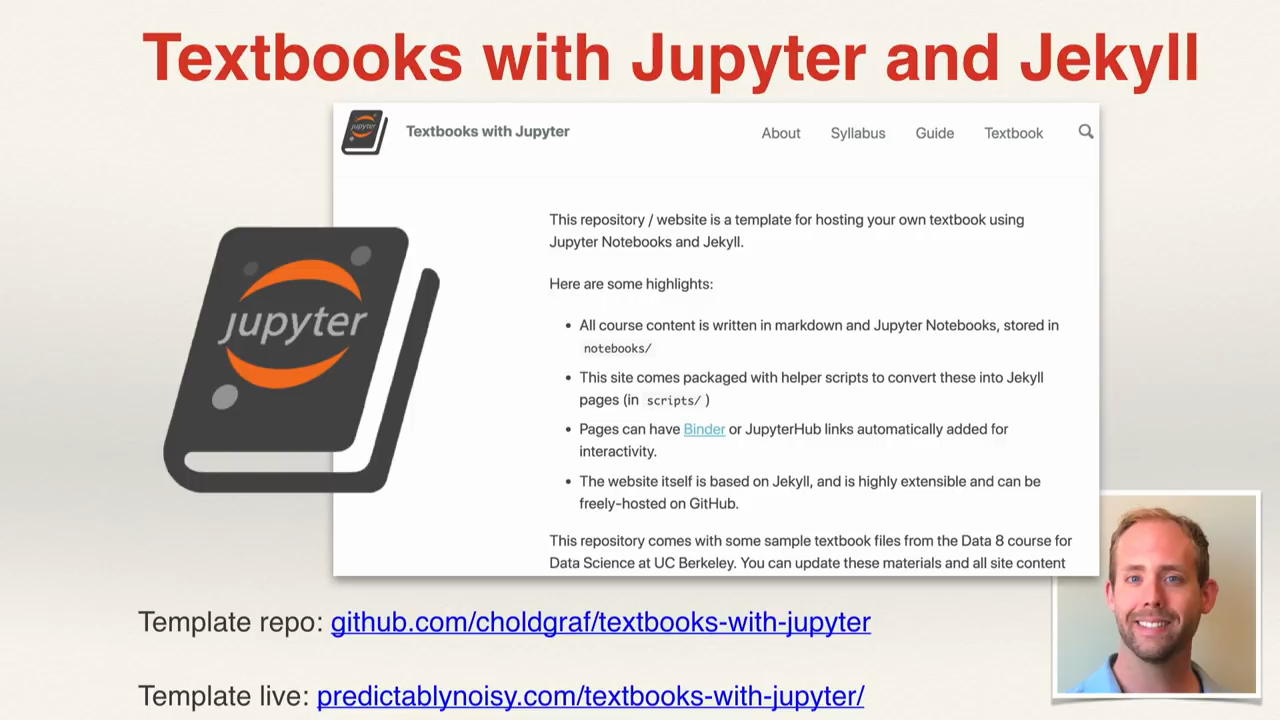 Textbooks with Jupyter and Jekyll
jupyter
Textbooks with Jupyter
About Syllabus Guide Textbook
This repository / website is a template for hosting your own textbook using
Jupyter Notebooks and Jekyll.
Here are some highlights:
• All course content is written in markdown and Jupyter Notebooks, stored in
notebooks/
• This site comes packaged with helper scripts to convert these into Jekyll
pages (in scripts/ )
• Pages can have Binder or JupyterHub links automatically added for
interactivity.
• The website itself is based on Jekyll, and is highly extensible and can be
freely-hosted on GitHub.
This repository comes with some sample textbook files from the Data 8 course for
Data Science at UC Berkeley. You can update these materials and all site content
jupyter
Template repo: github.com/choldgraf/textbooks-with-jupyter
Template live: predictablynoisy.com/textbooks-with-jupyter/